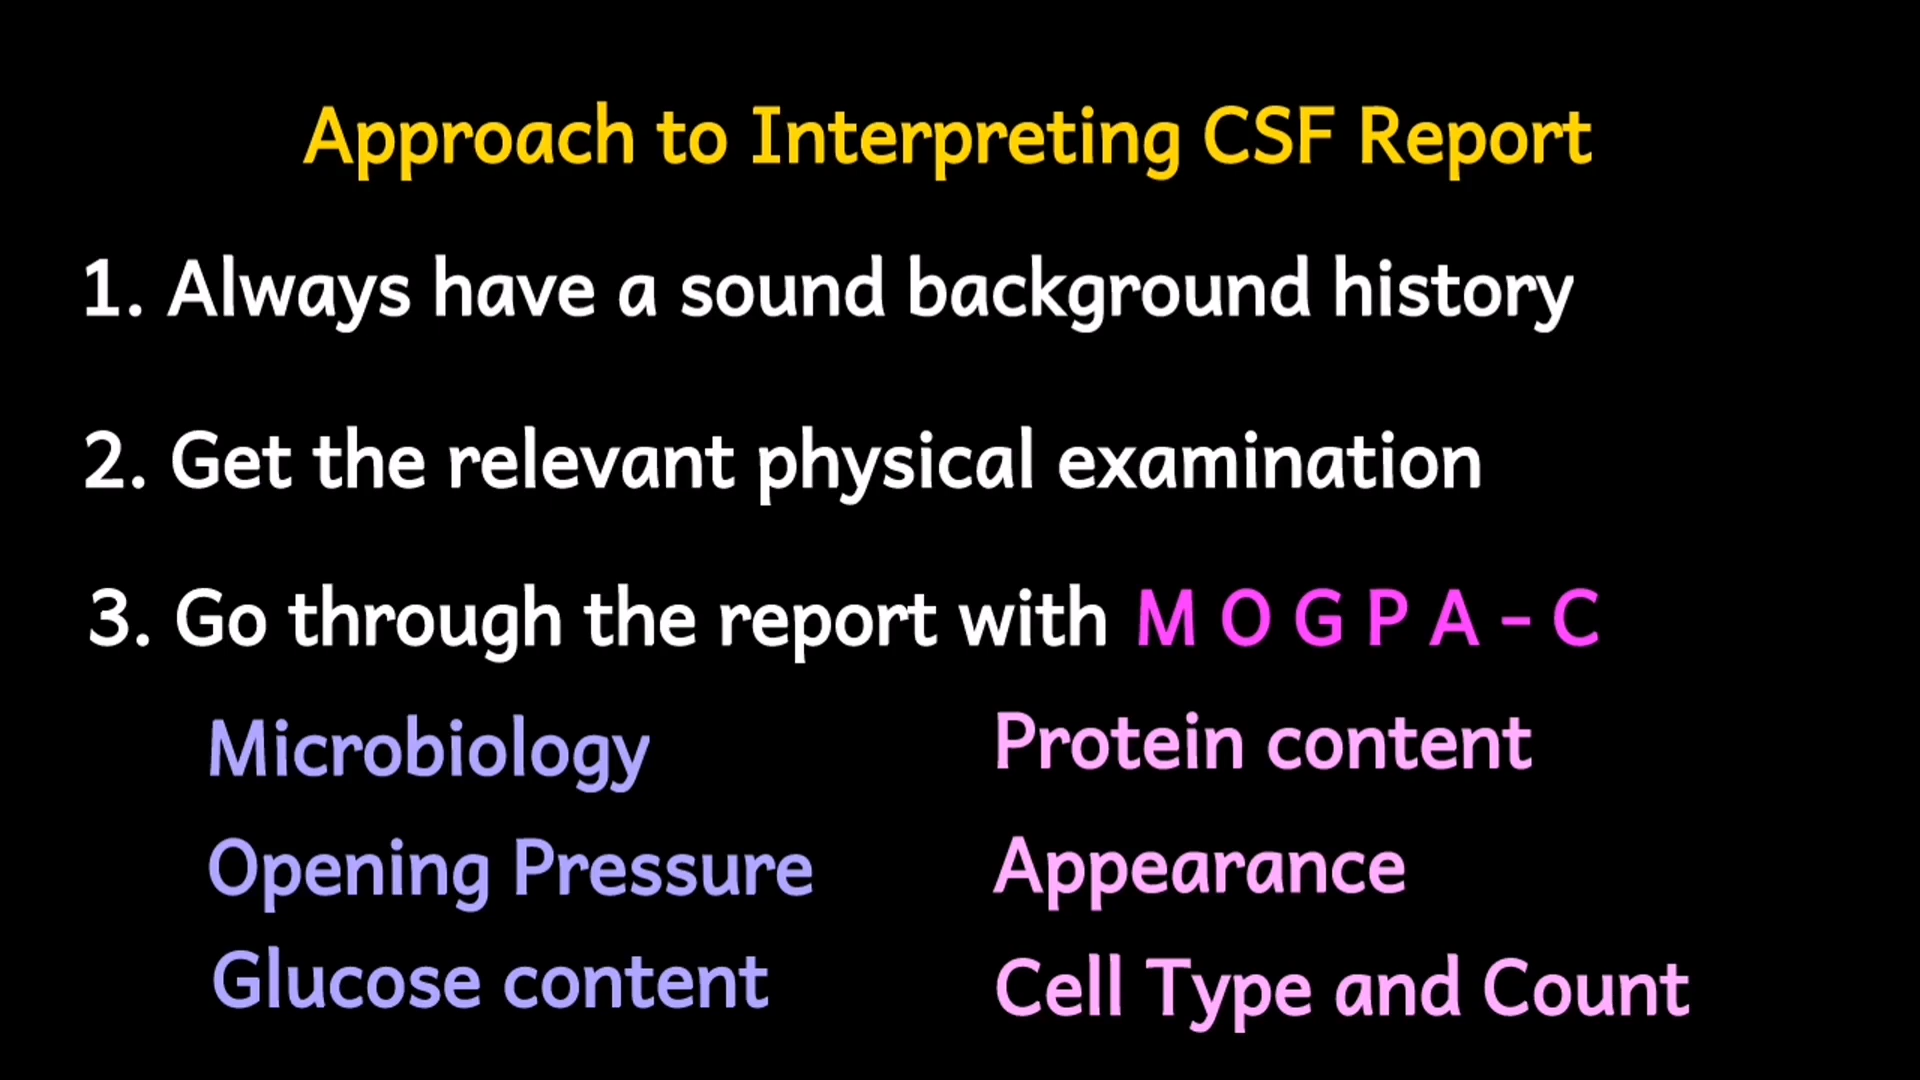 Approach to Interpreting CSF Report
1. Always have a sound background history
2. Get the relevant physical examination
3. Go through the report with M O G P A - C
Microbiology
Opening Pressure
Glucose content
Protein content
Appearance
Cell Type and Count